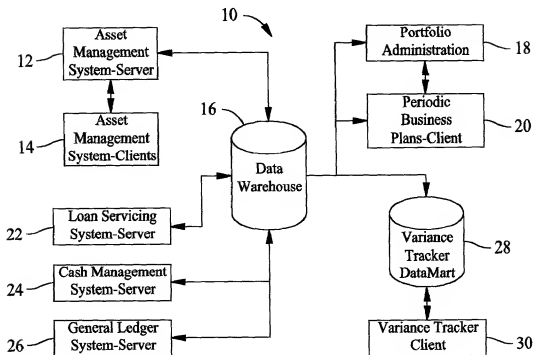 10
Asset
Management
System-Server
12
Asset
Management
System-Clients
14
16
Data
Warehouse
Portfolio
Administration
18
Periodic
Business
Plans-Client
20
Loan Servicing
System-Server
22
Cash Management
System-Server
24
General Ledger
System-Server
26
Variance
Tracker
DataMart
28
Variance Tracker
Client
30